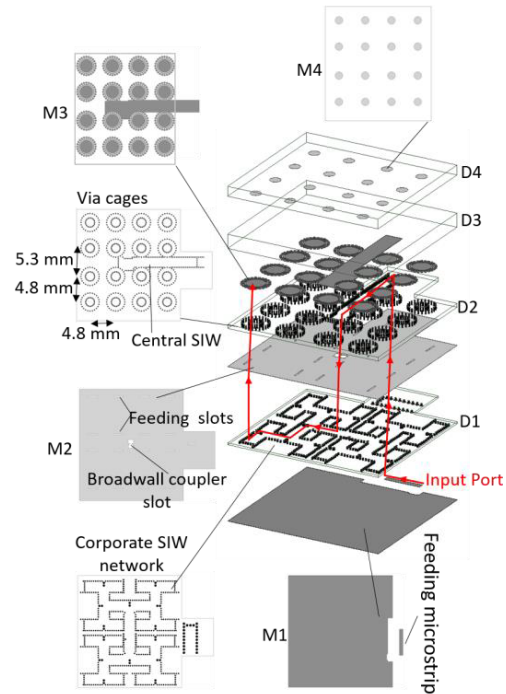 M4
M3
D4
Via cages
D3
5.3 mm
4.8 mm
D2
4.8 mm
Central SIW
D1
Feeding slots
M2
Broadwall coupler
slot
Input Port
Corporate SIW
network
M1
Feeding microstrip